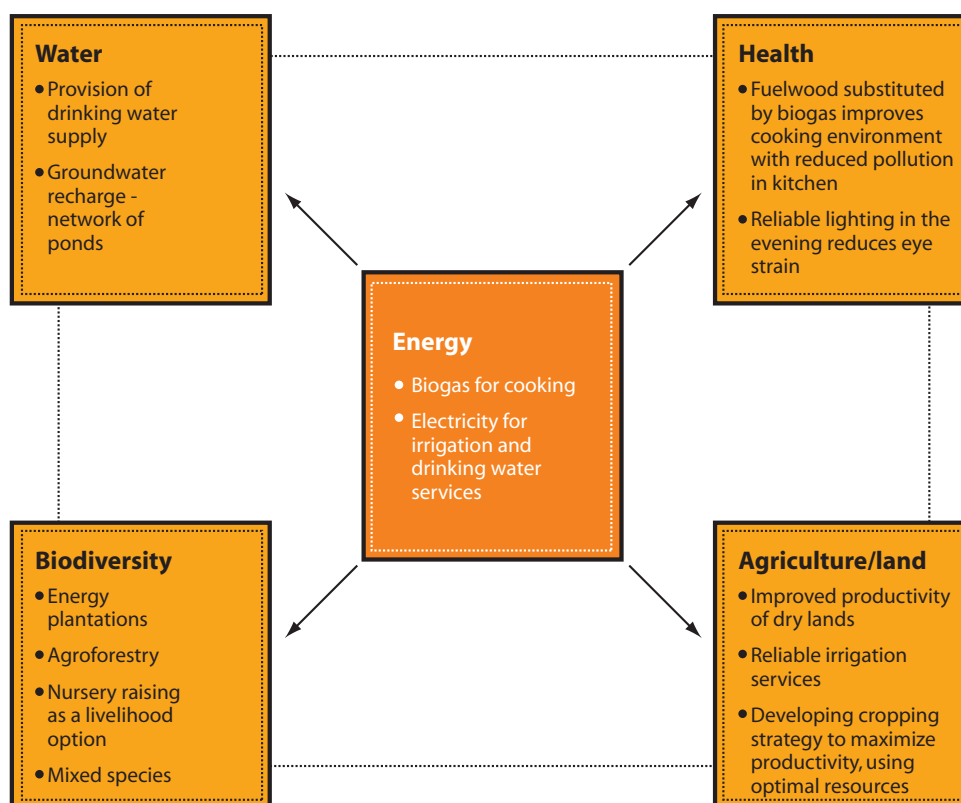 Water
• Provision of
drinking water
supply
• Groundwater
recharge -
network of
ponds
Health
• Fuelwood substituted
by biogas improves
cooking environment
with reduced pollution
in kitchen
• Reliable lighting in the
evening reduces eye
strain
Energy
• Biogas for cooking
• Electricity for
irrigation and
drinking water
services
Biodiversity
• Energy
plantations
• Agroforestry
• Nursery raising
as a livelihood
option
• Mixed species
Agriculture/land
• Improved productivity
of dry lands
• Reliable irrigation
services
• Developing cropping
strategy to maximize
productivity, using
optimal resources